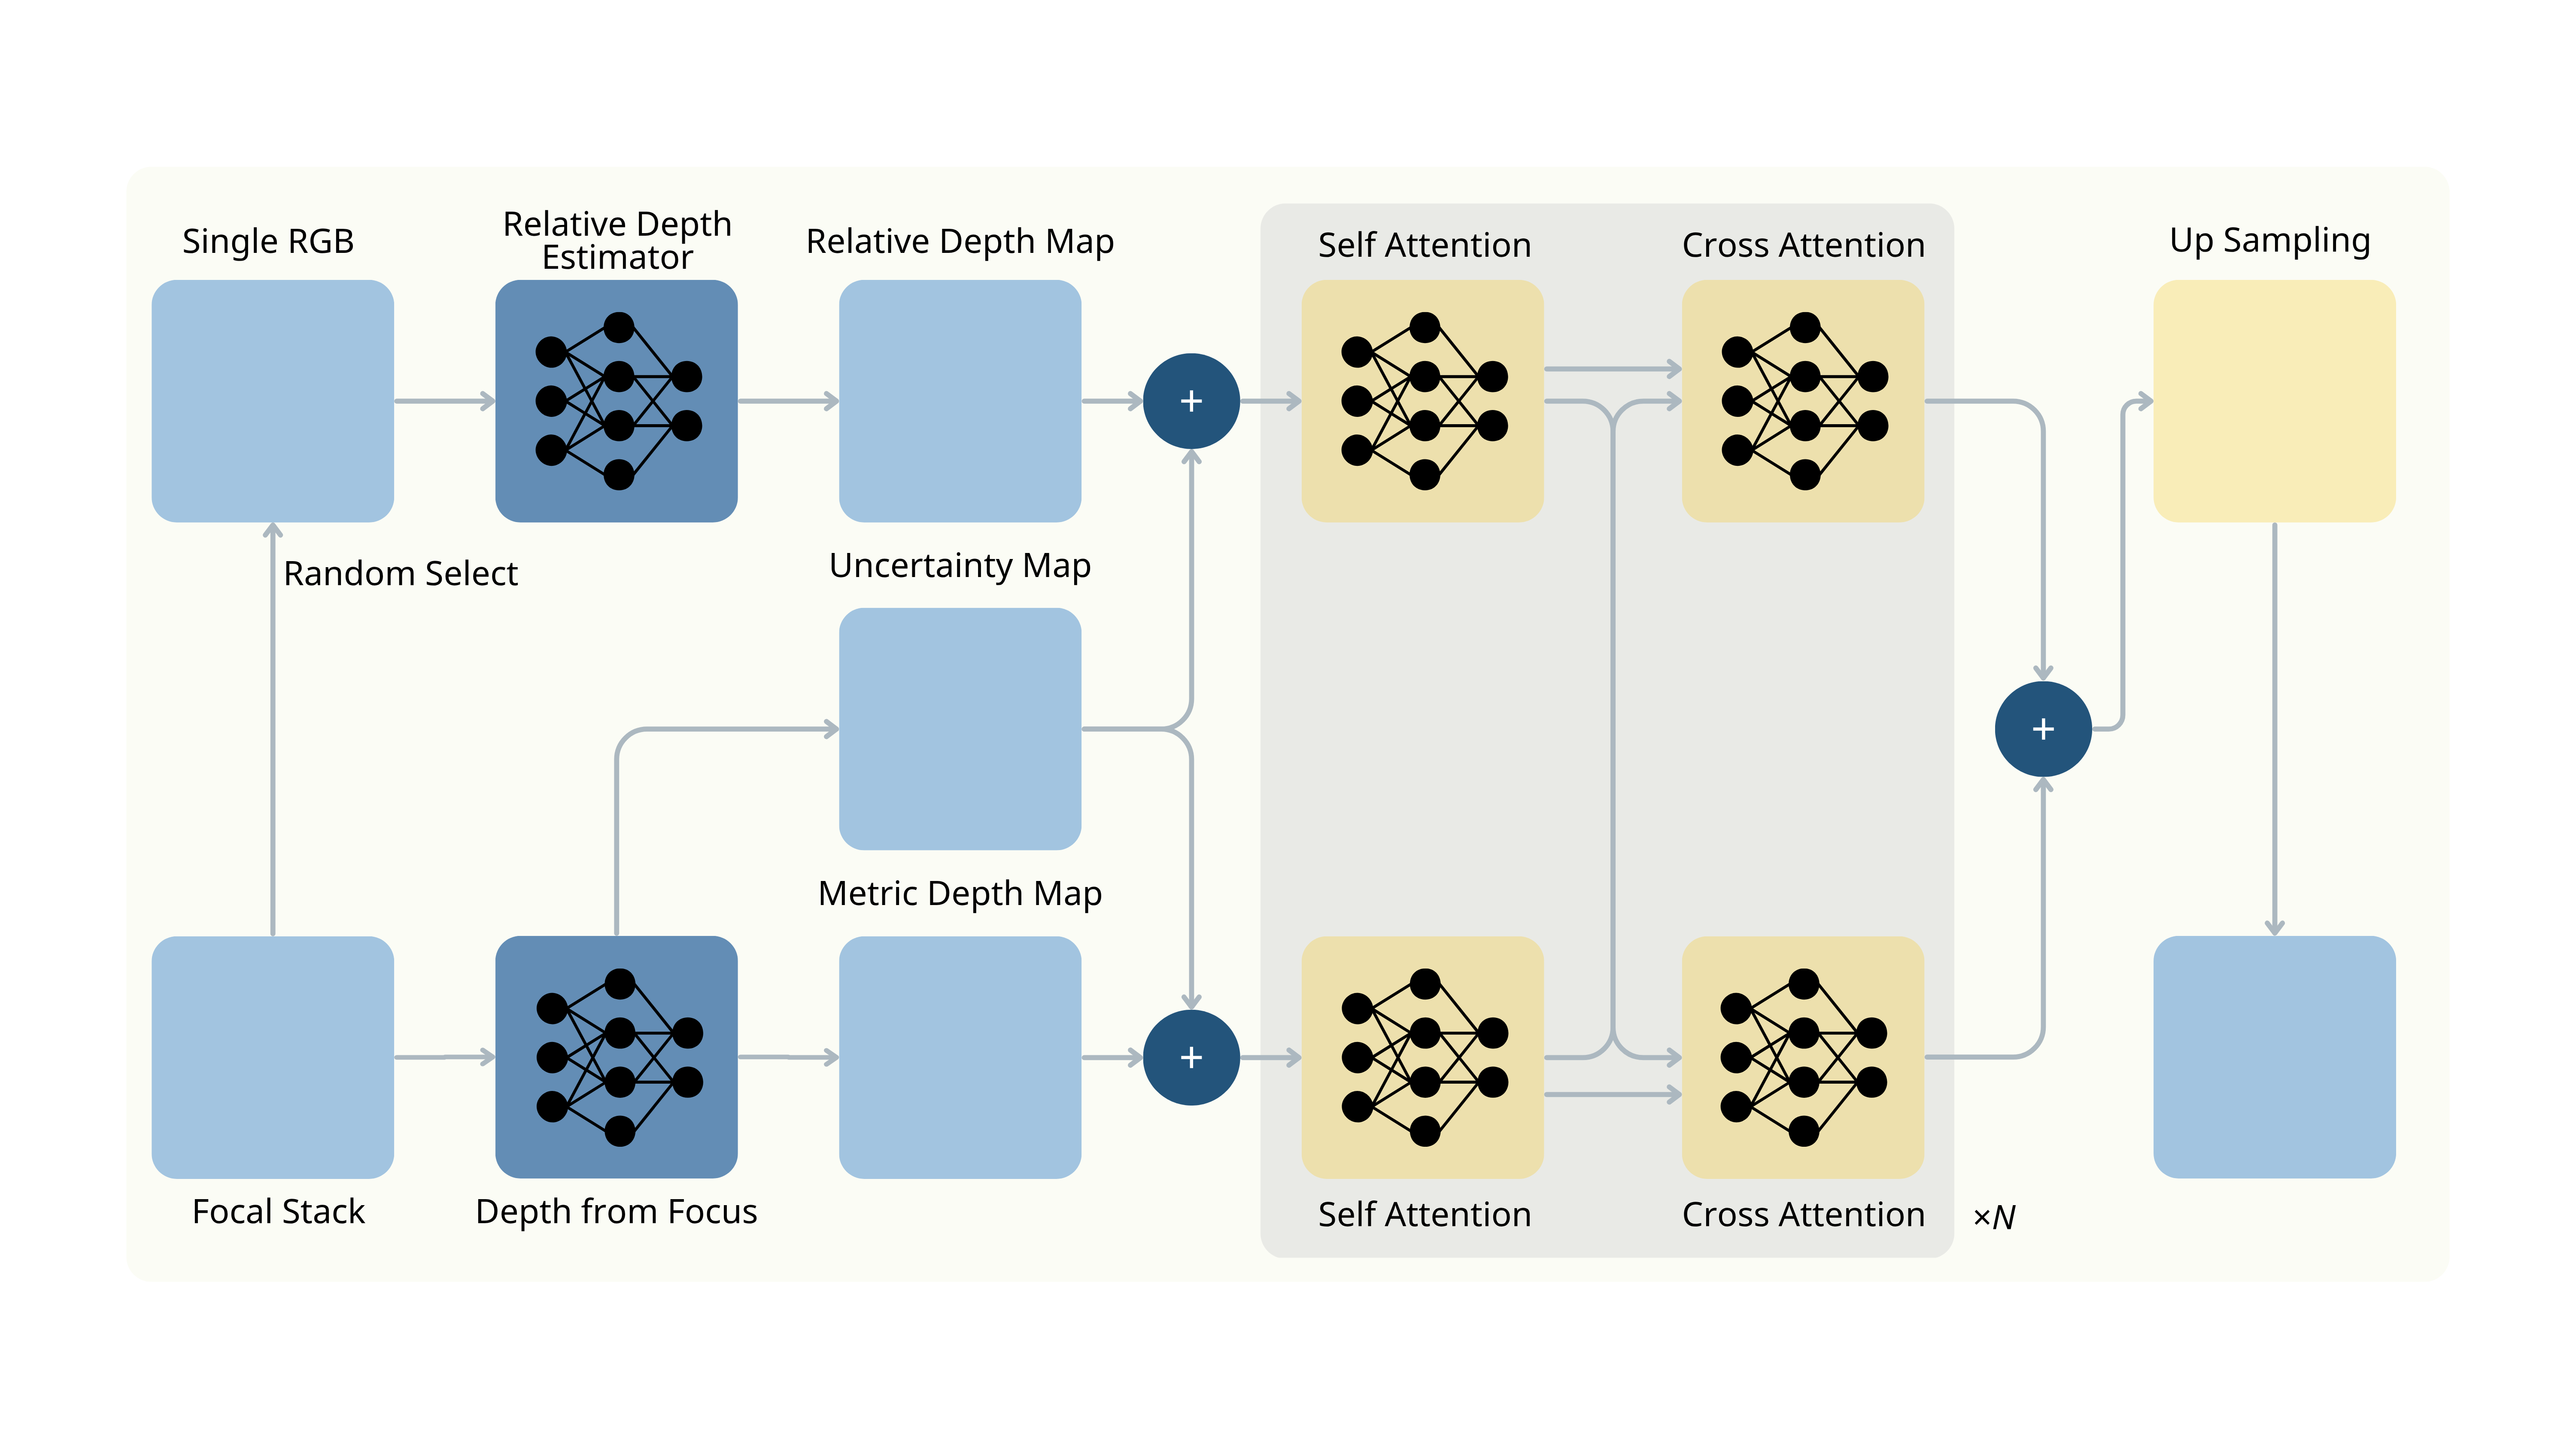 Single RGB
Relative Depth
Estimator
Relative Depth Map
Self Attention
Cross Attention
Up Sampling
+
Random Select
Uncertainty Map
+
Metric Depth Map
+
Focal Stack
Depth from Focus
Self Attention
Cross Attention
×N